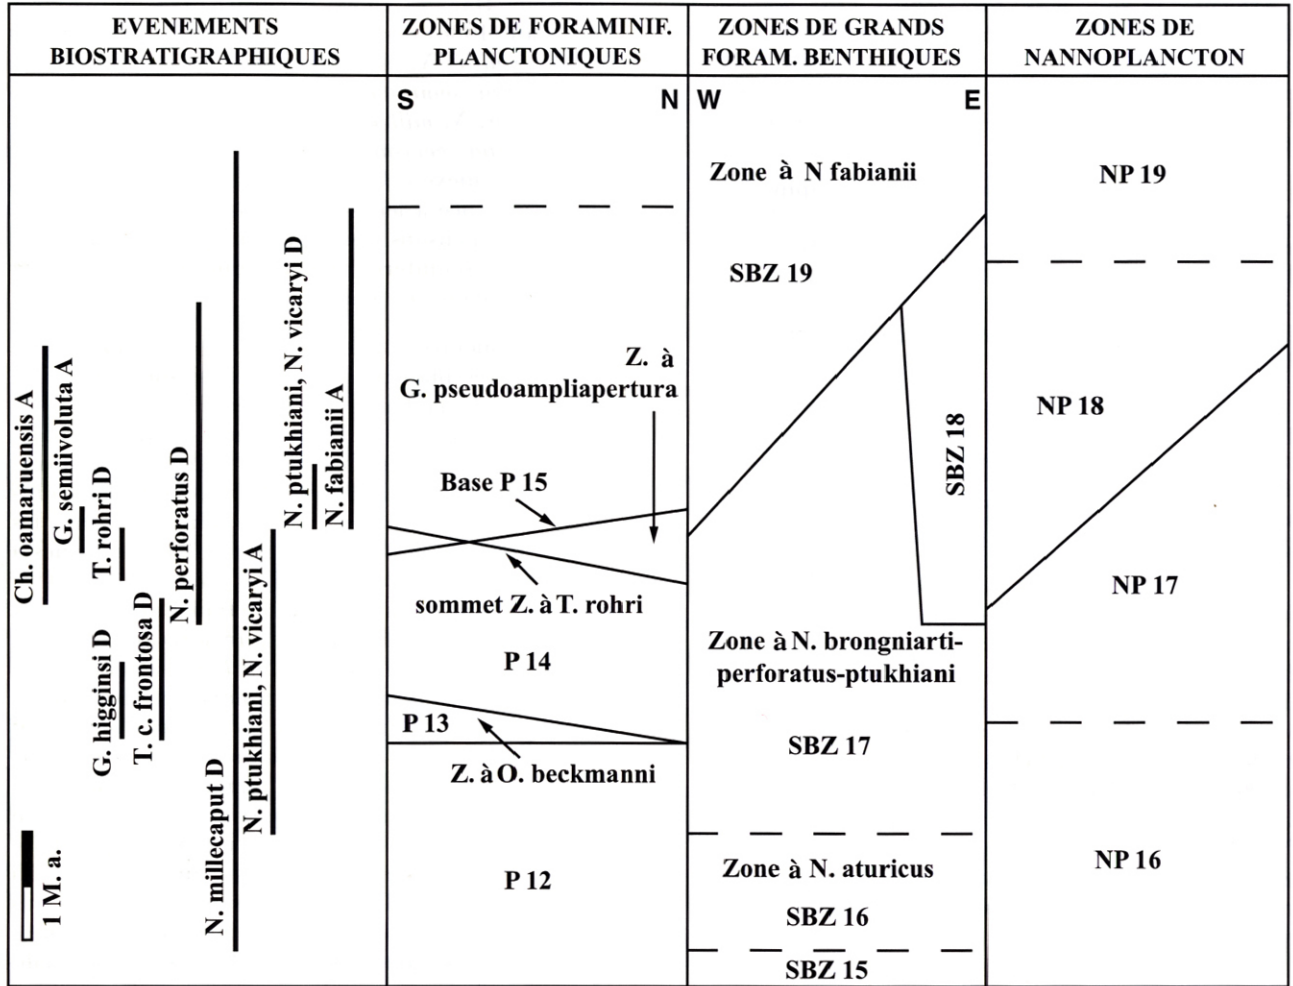 EVENEMENTS
BIOSTRATIGRAPHIQUES
ZONES DE FORAMINIF.
PLANCTONIQUES
ZONES DE GRANDS
FORAM. BENTHIQUES
ZONES DE
NANNOPLANCTON
Ch. oamaruensis A
G. semiivoluta A
T. rohri D
G. higginsi D
T. c. frontosa D
N. perforatus D
N. millecaput D
N. ptukhiani, N. vicaryi A
N. ptukhiani, N. vicaryi D
N. fabianii A
1 M. a.
S N
Z. à
G. pseudoampliapertura
Base P 15
sommet Z. à T. rohri
P 14
P 13
Z. à O. beckmanni
P 12
W E
Zone à N fabianii
SBZ 19
SBZ 18
Zone à N. brongniarti-
perforatus-ptukhiani
SBZ 17
Zone à N. aturicus
SBZ 16
SBZ 15
NP 19
NP 18
NP 17
NP 16